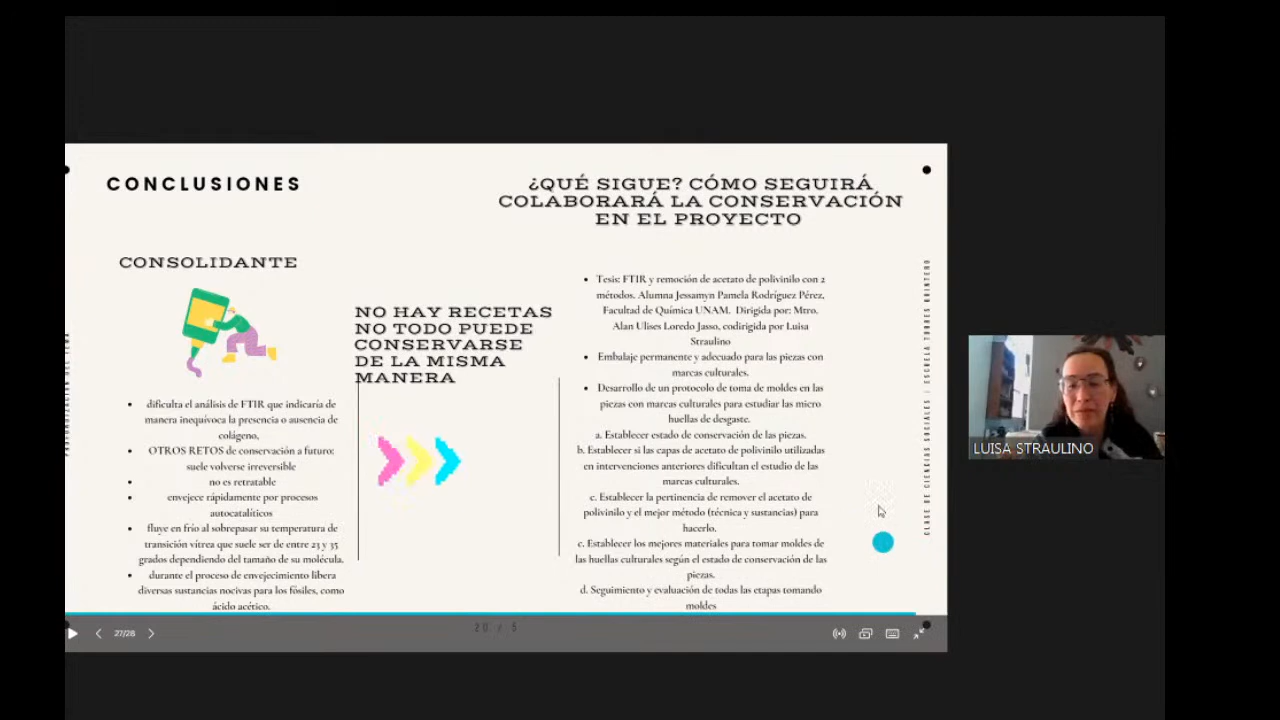 CONCLUSIONES
¿QUÉ SIGUE? CÓMO SEGUIRÁ
COLABORARÁ LA CONSERVACIÓN
EN EL PROYECTO
CONSOLIDANTE
NO HAY RECETAS
NO TODO PUEDE
CONSERVARSE
DE LA MISMA
MANERA
dificulta el análisis de FTIR que indicaría de
manera inequívoca la presencia o ausencia de
colágeno,
OTROS RETOS de conservación a futuro:
suele volverse irreversible
no es retratable
envejece rápidamente por procesos
autocatalíticos
fluye en frío al sobrepasar su temperatura de
transición vítrea que suele ser de entre 23 y 35
grados dependiendo del tamaño de su molécula.
durante el proceso de envejecimiento libera
diversas sustancias nocivas para los fósiles, como
ácido acético.
Tesis: FTIR y remoción de acetato de polivinilo con 2
métodos. Alumna Jessamyn Pamela Rodríguez Pérez,
Facultad de Química UNAM. Dirigida por: Mtro.
Alan Ulises Loredo Jasso, codirigida por Luisa
Straulino
Embalaje permanente y adecuado para las piezas con
marcas culturales.
Desarrollo de un protocolo de toma de moldes en las
piezas con marcas culturales para estudiar las micro
huellas de desgaste.
a. Establecer estado de conservación de las piezas.
b. Establecer si las capas de acetato de polivinilo utilizadas
en intervenciones anteriores dificultan el estudio de las
marcas culturales.
c. Establecer la pertinencia de remover el acetato de
polivinilo y el mejor método (técnica y sustancias) para
hacerlo.
c. Establecer los mejores materiales para tomar moldes de
las huellas culturales según el estado de conservación de las
piezas.
d. Seguimiento y evaluación de todas las etapas tomando
moldes
CLASE DE CIENCIAS SOCIALES | ESCUELA TORRES QUINTERO
LUISA STRAULINO
20 / 5
27/28